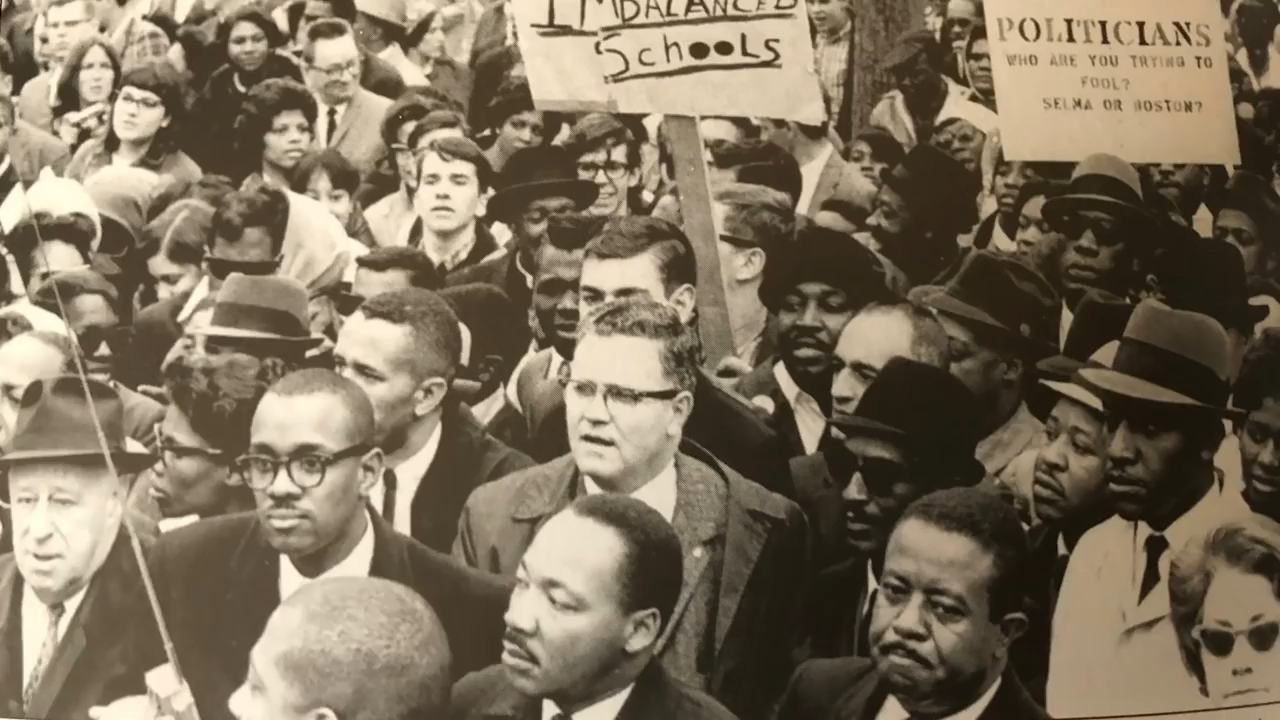 IMBALANCED
Schools
POLITICIANS
WHO ARE YOU TRYING TO
FOOL?
SELMA OR BOSTON?